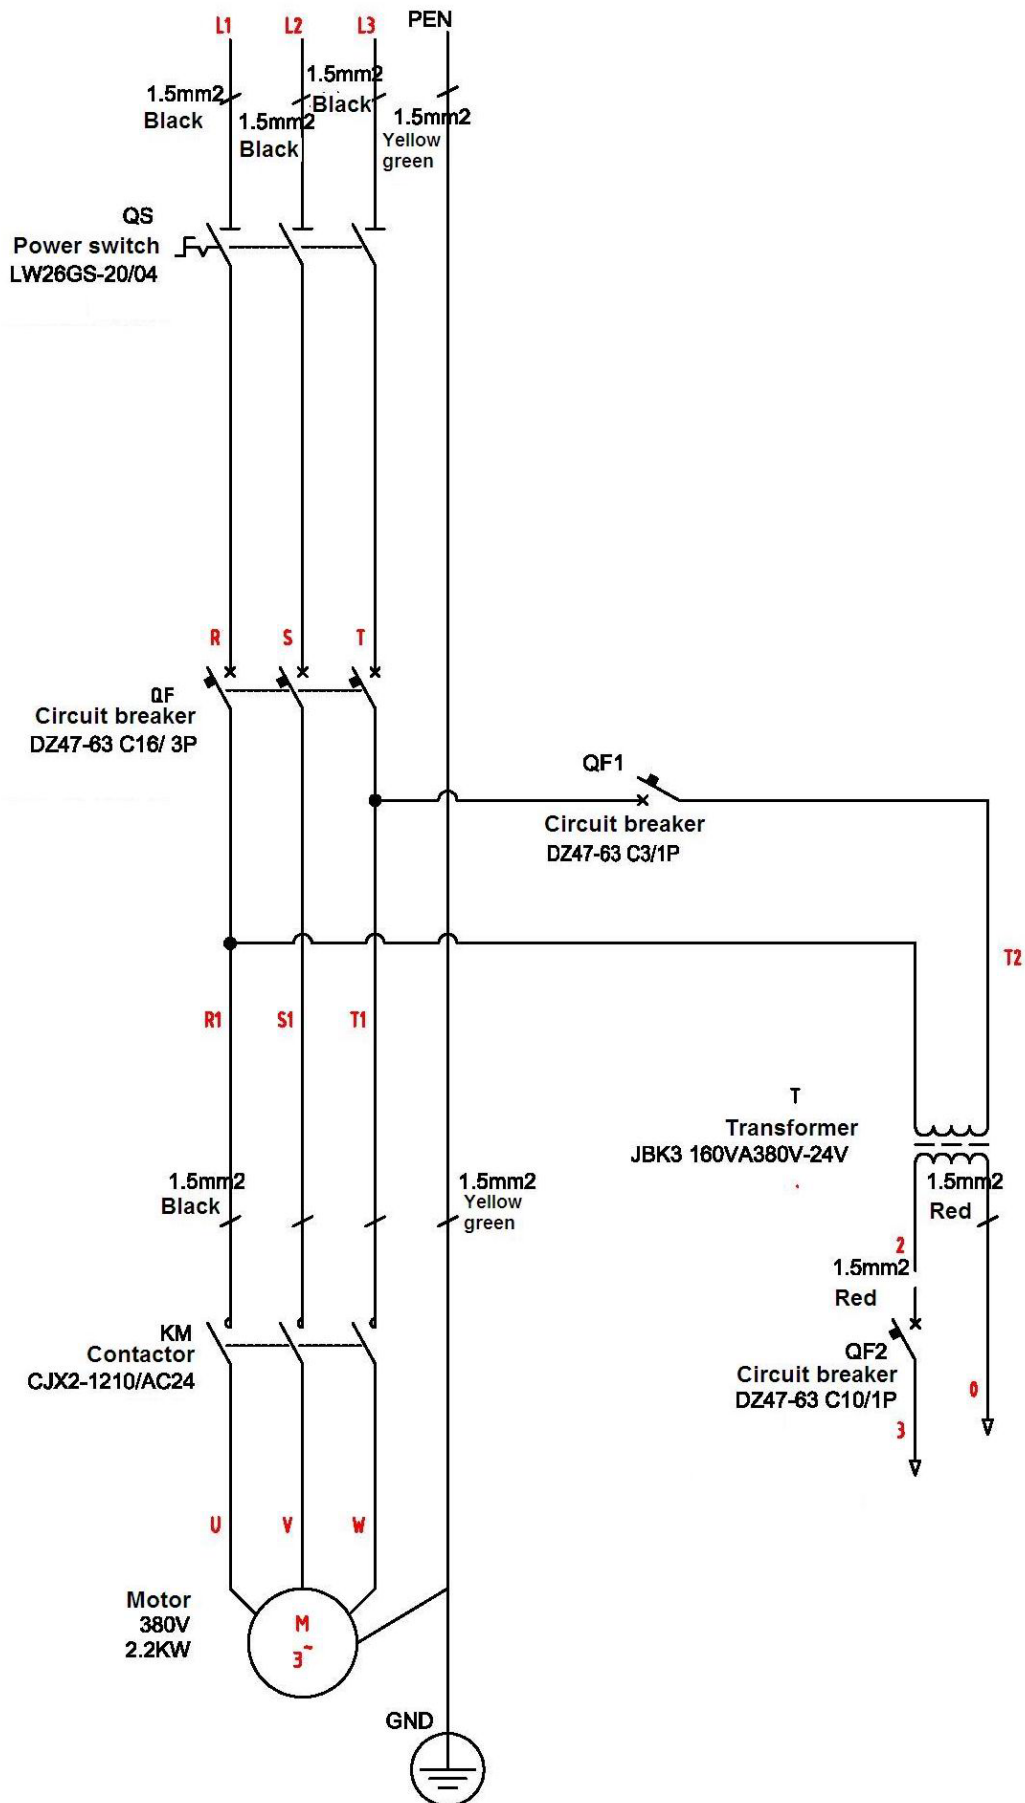 L1
L2
L3
PEN
1.5mm2
Black
1.5mm2
Black
1.5mm2
Black
1.5mm2
Yellow
green
QS
Power switch
LW26GS-20/04
R
S
T
QF
Circuit breaker
DZ47-63 C16/ 3P
QF1
Circuit breaker
DZ47-63 C3/1P
T2
R1
S1
T1
T
Transformer
JBK3 160VA380V-24V
1.5mm2
Black
1.5mm2
Yellow
green
1.5mm2
Red
2
1.5mm2
Red
KM
Contactor
CJX2-1210/AC24
QF2
Circuit breaker
DZ47-63 C10/1P
0
3
U
V
W
Motor
380V
2.2KW
M
3~
GND